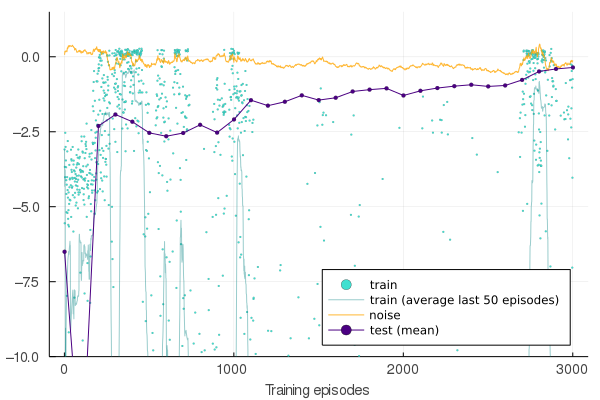 0.0
−2.5
−5.0
−7.5
−10.0
0
1000
2000
3000
Training episodes
train
train (average last 50 episodes)
noise
test (mean)